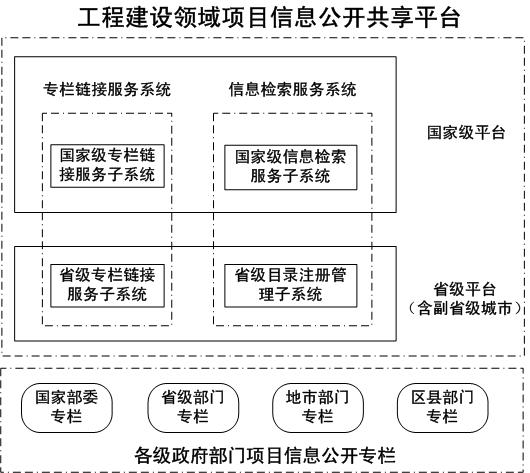 工程建设领域项目信息公开共享平台
专栏链接服务系统
信息检索服务系统
国家级平台
国家级专栏链
接服务子系统
国家级信息检索
服务子系统
省级专栏链接
服务子系统
省级目录注册管
理子系统
省级平台
（含副省级城市）
国家部委
专栏
省级部门
专栏
地市部门
专栏
区县部门
专栏
各级政府部门项目信息公开专栏